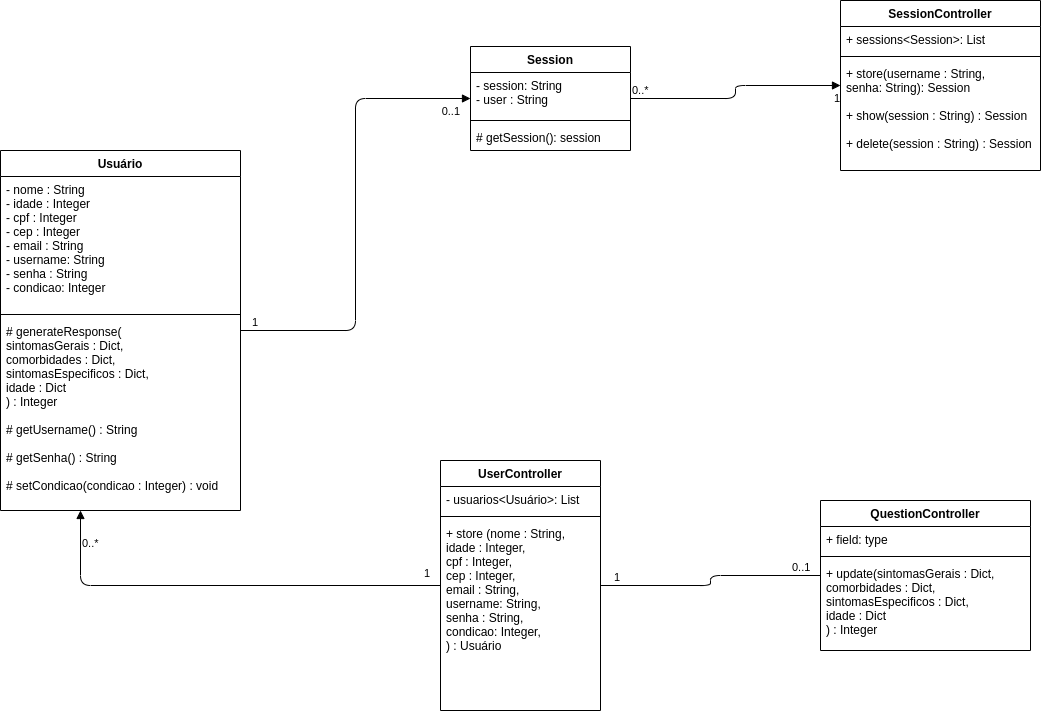 SessionController
+ sessions<Session>: List
+ store(username : String,
senha: String): Session
+ show(session : String) : Session
+ delete(session : String) : Session
Session
- session: String
- user : String
# getSession(): session
0..*
1
0..1
Usuário
- nome : String
- idade : Integer
- cpf : Integer
- cep : Integer
- email : String
- username: String
- senha : String
- condicao: Integer
# generateResponse(
sintomasGerais : Dict,
comorbidades : Dict,
sintomasEspecificos : Dict,
idade : Dict
) : Integer
# getUsername() : String
# getSenha() : String
# setCondicao(condicao : Integer) : void
1
0..*
1
UserController
- usuarios<Usuário>: List
+ store (nome : String,
idade : Integer,
cpf : Integer,
cep : Integer,
email : String,
username: String,
senha : String,
condicao: Integer,
) : Usuário
1
0..1
QuestionController
+ field: type
+ update(sintomasGerais : Dict,
comorbidades : Dict,
sintomasEspecificos : Dict,
idade : Dict
) : Integer